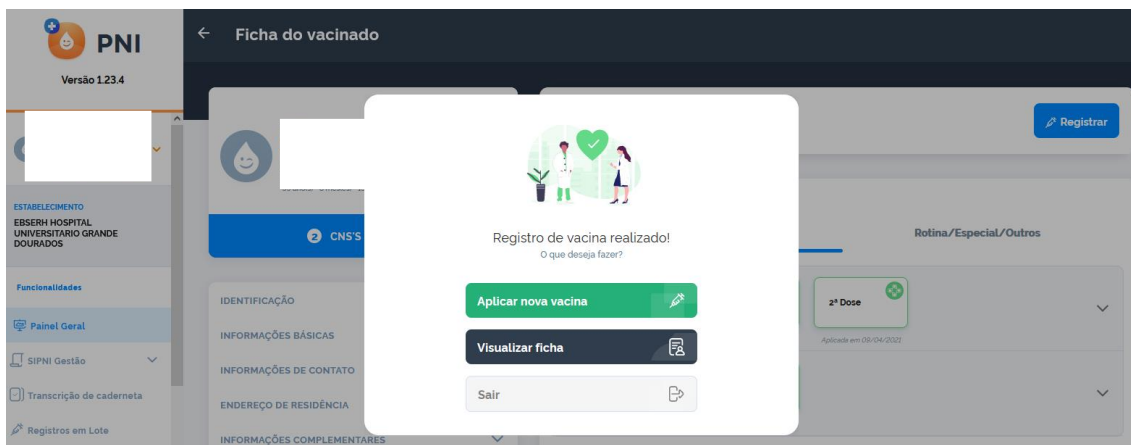 PNI
Versão 1.23.4
ESTABELECIMENTO
EBSERH HOSPITAL
UNIVERSITARIO GRANDE
DOURADOS
Funcionalidades
Painel Geral
SIPNI Gestão
Transcrição de caderneta
Registros em Lote
Ficha do vacinado
2 CNS'S
IDENTIFICAÇÃO
INFORMAÇÕES BÁSICAS
INFORMAÇÕES DE CONTATO
ENDEREÇO DE RESIDÊNCIA
INFORMAÇÕES COMPLEMENTARES
Registro de vacina realizado!
O que deseja fazer?
Aplicar nova vacina
Visualizar ficha
Sair
Registrar
Rotina/Especial/Outros
2ª Dose
Aplicada em 09/04/2021